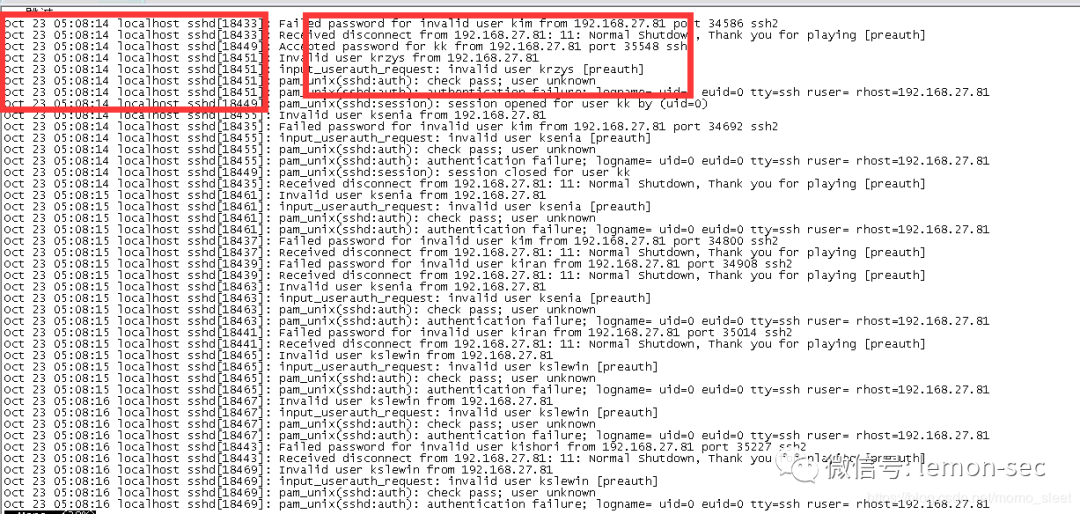 Oct 23 05:08:14 localhost sshd[18433]: Failed password for invalid user kim from 192.168.27.81 port 34586 ssh2
Oct 23 05:08:14 localhost sshd[18433]: Received disconnect from 192.168.27.81: 11: Normal Shutdown, Thank you for playing [preauth]
Oct 23 05:08:14 localhost sshd[18449]: Accepted password for kk from 192.168.27.81 port 35548 ssh
Oct 23 05:08:14 localhost sshd[18451]: Invalid user krzys from 192.168.27.81
Oct 23 05:08:14 localhost sshd[18451]: input_userauth_request: invalid user krzys [preauth]
Oct 23 05:08:14 localhost sshd[18451]: pam_unix(sshd:auth): check pass; user unknown
Oct 23 05:08:14 localhost sshd[18451]: pam_unix(sshd:auth): authentication failure; logname= uid=0 euid=0 tty=ssh ruser= rhost=192.168.27.81
Oct 23 05:08:14 localhost sshd[18449]: pam_unix(sshd:session): session opened for user kk by (uid=0)
Oct 23 05:08:14 localhost sshd[18455]: Invalid user ksenia from 192.168.27.81
Oct 23 05:08:14 localhost sshd[18435]: Failed password for invalid user kim from 192.168.27.81 port 34692 ssh2
Oct 23 05:08:14 localhost sshd[18455]: input_userauth_request: invalid user ksenia [preauth]
Oct 23 05:08:14 localhost sshd[18455]: pam_unix(sshd:auth): check pass; user unknown
Oct 23 05:08:14 localhost sshd[18455]: pam_unix(sshd:auth): authentication failure; logname= uid=0 euid=0 tty=ssh ruser= rhost=192.168.27.81
Oct 23 05:08:14 localhost sshd[18449]: pam_unix(sshd:session): session closed for user kk
Oct 23 05:08:14 localhost sshd[18435]: Received disconnect from 192.168.27.81: 11: Normal Shutdown, Thank you for playing [preauth]
Oct 23 05:08:15 localhost sshd[18461]: Invalid user ksenia from 192.168.27.81
Oct 23 05:08:15 localhost sshd[18461]: input_userauth_request: invalid user ksenia [preauth]
Oct 23 05:08:15 localhost sshd[18461]: pam_unix(sshd:auth): check pass; user unknown
Oct 23 05:08:15 localhost sshd[18461]: pam_unix(sshd:auth): authentication failure; logname= uid=0 euid=0 tty=ssh ruser= rhost=192.168.27.81
Oct 23 05:08:15 localhost sshd[18437]: Failed password for invalid user kim from 192.168.27.81 port 34800 ssh2
Oct 23 05:08:15 localhost sshd[18437]: Received disconnect from 192.168.27.81: 11: Normal Shutdown, Thank you for playing [preauth]
Oct 23 05:08:15 localhost sshd[18439]: Failed password for invalid user kiran from 192.168.27.81 port 34908 ssh2
Oct 23 05:08:15 localhost sshd[18439]: Received disconnect from 192.168.27.81: 11: Normal Shutdown, Thank you for playing [preauth]
Oct 23 05:08:15 localhost sshd[18463]: Invalid user ksenia from 192.168.27.81
Oct 23 05:08:15 localhost sshd[18463]: input_userauth_request: invalid user ksenia [preauth]
Oct 23 05:08:15 localhost sshd[18463]: pam_unix(sshd:auth): check pass; user unknown
Oct 23 05:08:15 localhost sshd[18463]: pam_unix(sshd:auth): authentication failure; logname= uid=0 euid=0 tty=ssh ruser= rhost=192.168.27.81
Oct 23 05:08:15 localhost sshd[18441]: Failed password for invalid user kiran from 192.168.27.81 port 35014 ssh2
Oct 23 05:08:15 localhost sshd[18441]: Received disconnect from 192.168.27.81: 11: Normal Shutdown, Thank you for playing [preauth]
Oct 23 05:08:15 localhost sshd[18465]: Invalid user kslewin from 192.168.27.81
Oct 23 05:08:15 localhost sshd[18465]: input_userauth_request: invalid user kslewin [preauth]
Oct 23 05:08:15 localhost sshd[18465]: pam_unix(sshd:auth): check pass; user unknown
Oct 23 05:08:15 localhost sshd[18465]: pam_unix(sshd:auth): authentication failure; logname= uid=0 euid=0 tty=ssh ruser= rhost=192.168.27.81
Oct 23 05:08:16 localhost sshd[18467]: Invalid user kslewin from 192.168.27.81
Oct 23 05:08:16 localhost sshd[18467]: input_userauth_request: invalid user kslewin [preauth]
Oct 23 05:08:16 localhost sshd[18467]: pam_unix(sshd:auth): check pass; user unknown
Oct 23 05:08:16 localhost sshd[18467]: pam_unix(sshd:auth): authentication failure; logname= uid=0 euid=0 tty=ssh ruser= rhost=192.168.27.81
Oct 23 05:08:16 localhost sshd[18443]: Failed password for invalid user kishori from 192.168.27.81 port 35227 ssh2
Oct 23 05:08:16 localhost sshd[18443]: Received disconnect from 192.168.27.81: 11: Normal Shutdown, Thank you for playing [preauth]
Oct 23 05:08:16 localhost sshd[18469]: Invalid user kslewin from 192.168.27.81
Oct 23 05:08:16 localhost sshd[18469]: input_userauth_request: invalid user kslewin [preauth]
Oct 23 05:08:16 localhost sshd[18469]: pam_unix(sshd:auth): check pass; user unknown
Oct 23 05:08:16 localhost sshd[18469]: pam_unix(sshd:auth): authentication failure; logname= uid=0 euid=0 tty=ssh ruser= rhost=192.168.27.81
微信号: lemon-sec
https://blog.csdn.net/momo_sleet